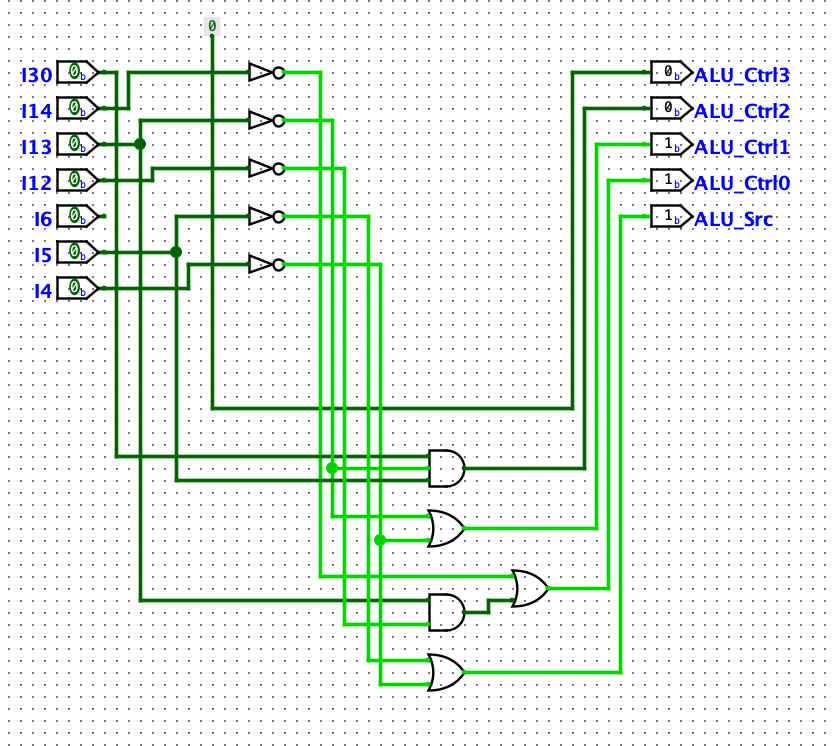 0
I30 0b
I14 0b
I13 0b
I12 0b
I6 0b
I5 0b
I4 0b
0b ALU_Ctrl3
0b ALU_Ctrl2
1b ALU_Ctrl1
1b ALU_Ctrl0
1b ALU_Src